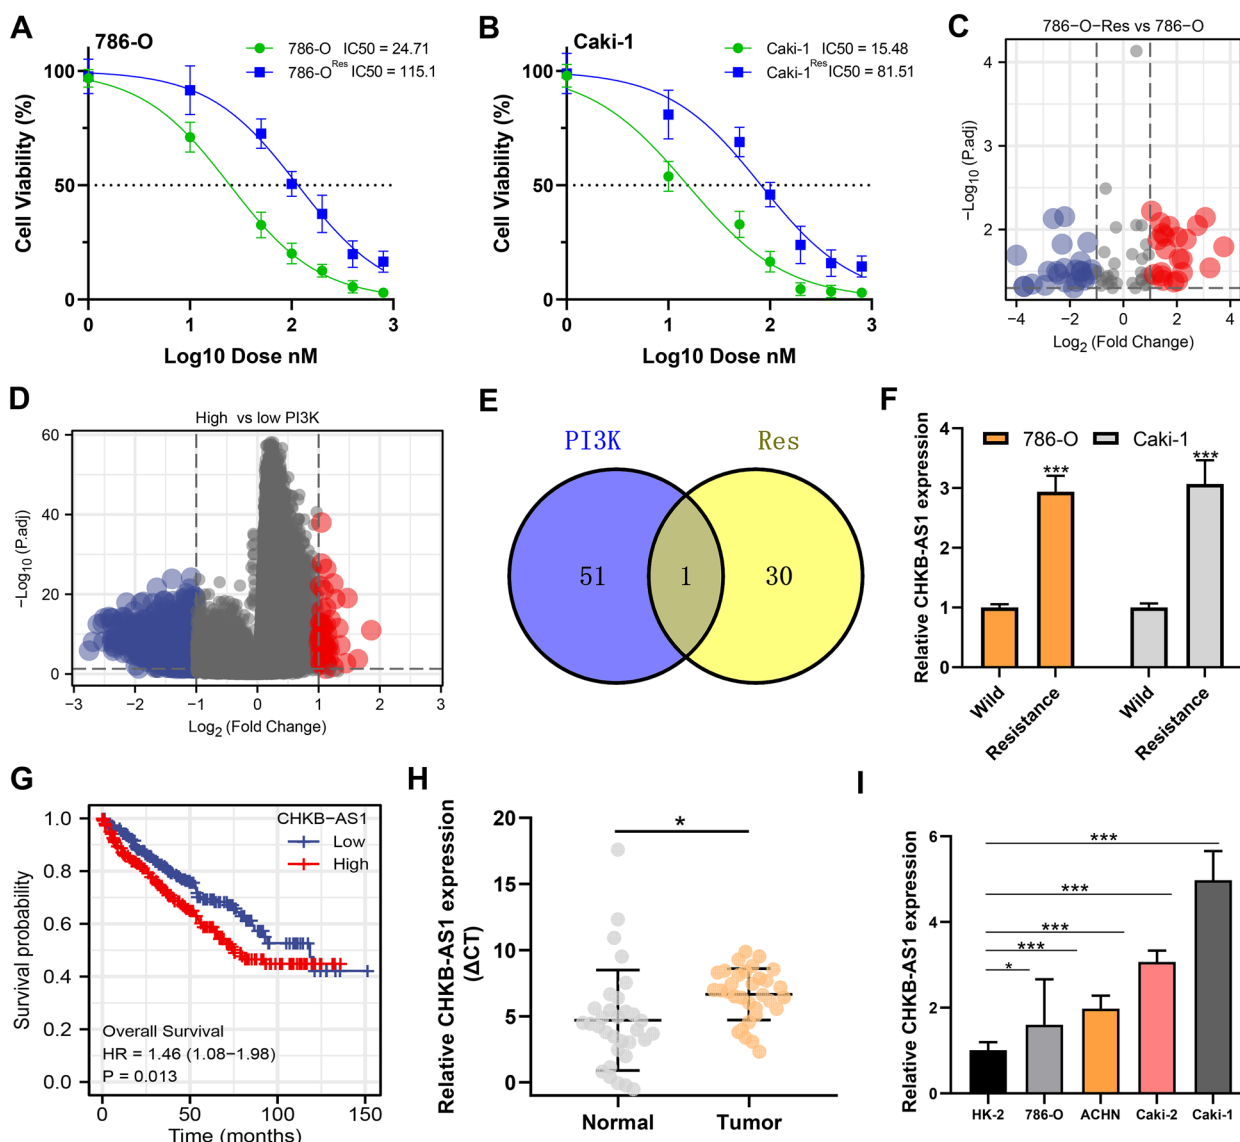 A
786-O
786-O IC50 = 24.71
786-O^Res IC50 = 115.1
100
50
0
Cell Viability (%)
0 1 2 3
Log10 Dose nM
B
Caki-1
Caki-1 IC50 = 15.48
Caki-1^Res IC50 = 81.51
100
50
0
Cell Viability (%)
0 1 2 3
Log10 Dose nM
C
786−O−Res vs 786−O
4
3
2
−Log10 (P.adj)
−4 −2 0 2 4
Log2 (Fold Change)
D
High vs low PI3K
60
40
20
0
−Log10 (P.adj)
−3 −2 −1 0 1 2 3
Log2 (Fold Change)
E
PI3K Res
51 1 30
F
4
3
2
1
0
Relative CHKB-AS1 expression
786-O Caki-1
*** ***
Wild Resistance Wild Resistance
G
CHKB−AS1
Low
High
1.0
0.8
0.6
0.4
0.2
0.0
Survival probability
Overall Survival
HR = 1.46 (1.08−1.98)
P = 0.013
0 50 100 150
Time (months)
H
20
15
10
5
0
Relative CHKB-AS1 expression
(ΔCT)
*
Normal Tumor
I
6
4
2
0
Relative CHKB-AS1 expression
***
***
***
***
*
HK-2 786-O ACHN Caki-2 Caki-1